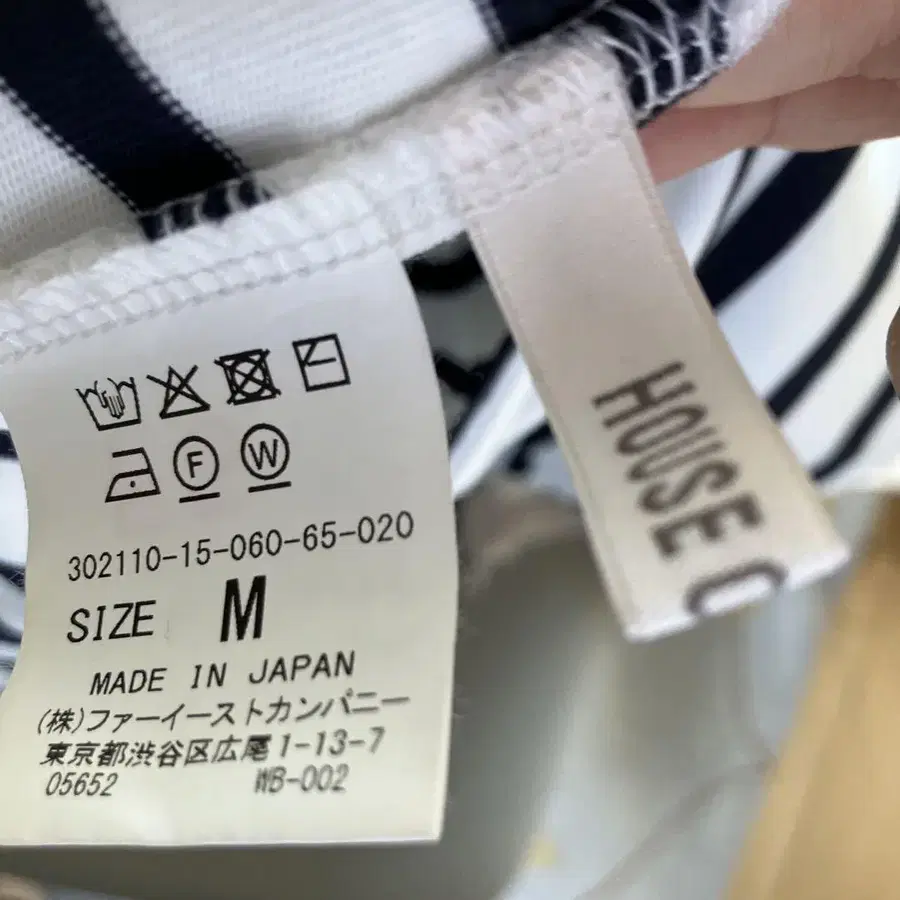 F W
302110-15-060-65-020
SIZE M
MADE IN JAPAN
(株)ファーイーストカンパニー
東京都渋谷区広尾1-13-7
05652 WB-002
HOUSE